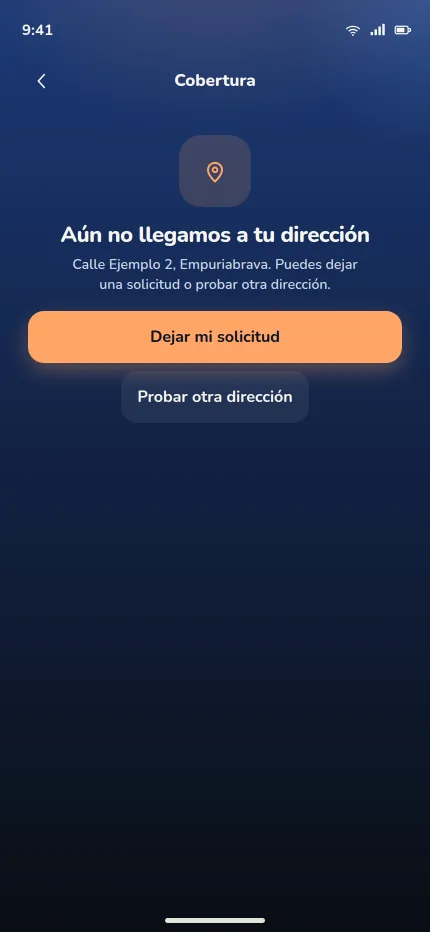 9:41
Cobertura
Aún no llegamos a tu dirección
Calle Ejemplo 2, Empuriabrava. Puedes dejar
una solicitud o probar otra dirección.
Dejar mi solicitud
Probar otra dirección